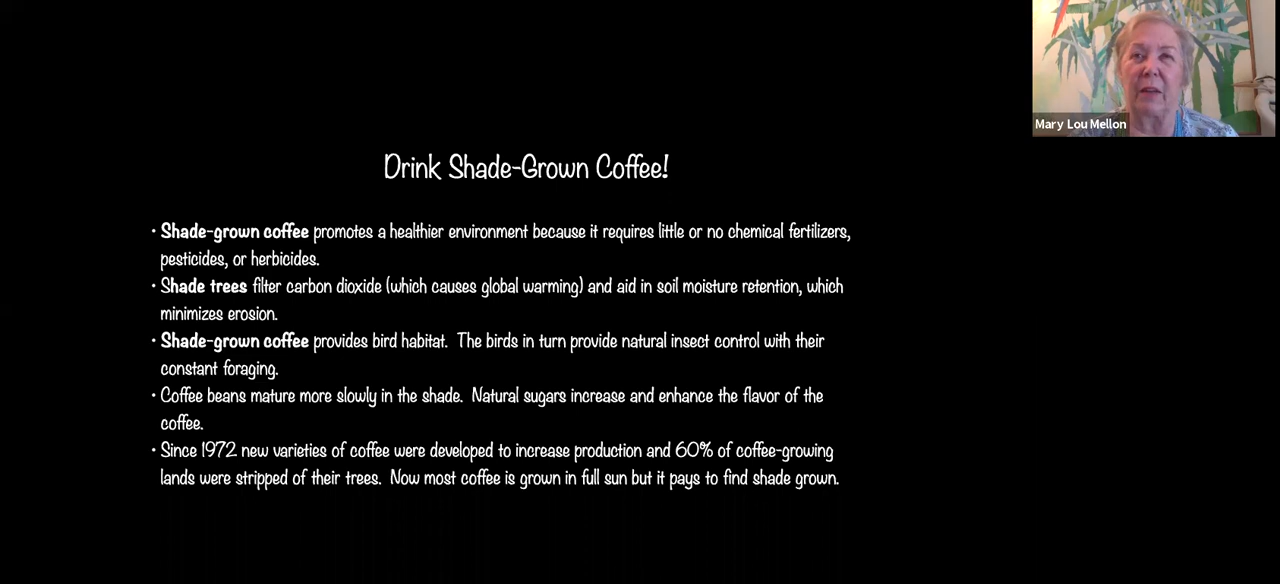 Mary Lou Mellon
Drink Shade-Grown Coffee!
• Shade-grown coffee promotes a healthier environment because it requires little or no chemical fertilizers,
pesticides, or herbicides.
• Shade trees filter carbon dioxide (which causes global warming) and aid in soil moisture retention, which
minimizes erosion.
• Shade-grown coffee provides bird habitat.  The birds in turn provide natural insect control with their
constant foraging.
• Coffee beans mature more slowly in the shade.  Natural sugars increase and enhance the flavor of the
coffee.
• Since 1972 new varieties of coffee were developed to increase production and 60% of coffee-growing
lands were stripped of their trees.  Now most coffee is grown in full sun but it pays to find shade grown.